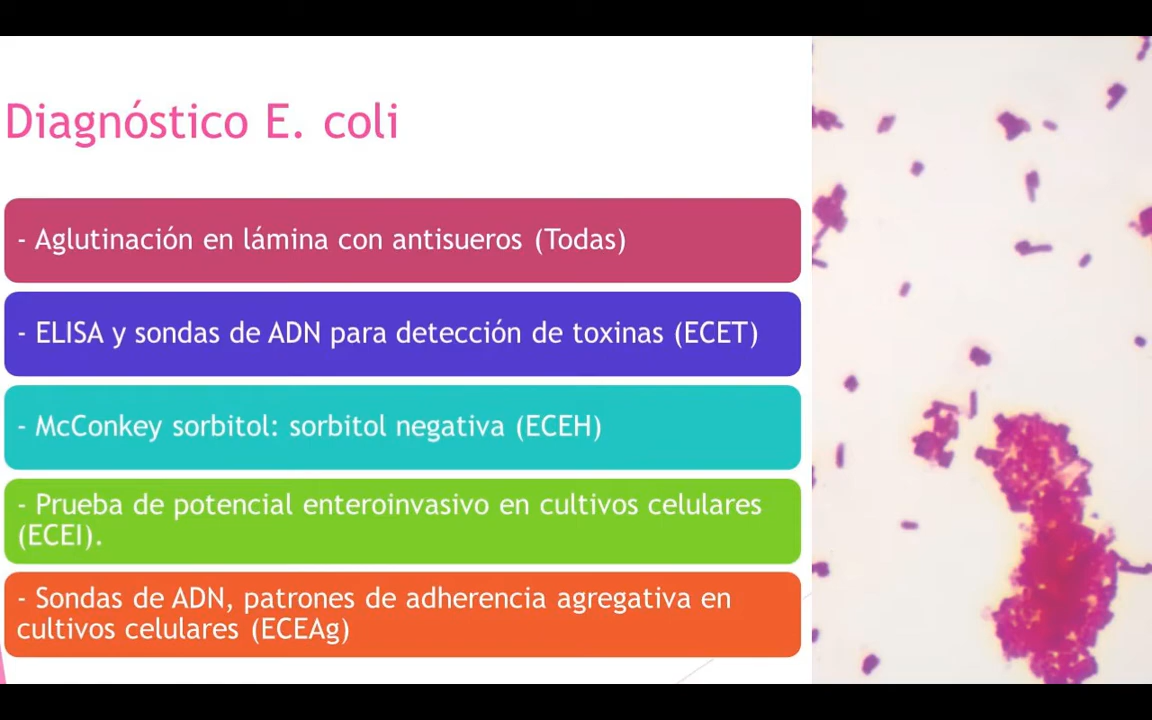 Diagnóstico E. coli
- Aglutinación en lámina con antisueros (Todas)
- ELISA y sondas de ADN para detección de toxinas (ECET)
- McConkey sorbitol: sorbitol negativa (ECEH)
- Prueba de potencial enteroinvasivo en cultivos celulares
(ECEI).
- Sondas de ADN, patrones de adherencia agregativa en
cultivos celulares (ECEAg)